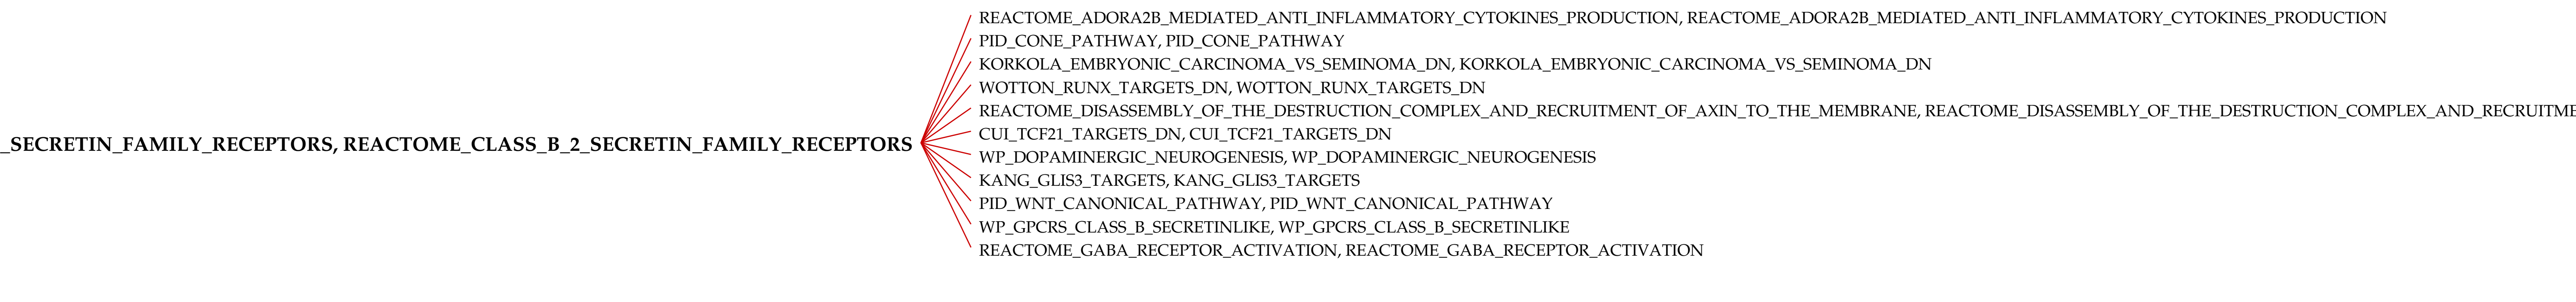 REACTOME_ADORA2B_MEDIATED_ANTI_INFLAMMATORY_CYTOKINES_PRODUCTION, REACTOME_ADORA2B_MEDIATED_ANTI_INFLAMMATORY_CYTOKINES_PRODUCTION
PID_CONE_PATHWAY, PID_CONE_PATHWAY
KORKOLA_EMBRYONIC_CARCINOMA_VS_SEMINOMA_DN, KORKOLA_EMBRYONIC_CARCINOMA_VS_SEMINOMA_DN
WOTTON_RUNX_TARGETS_DN, WOTTON_RUNX_TARGETS_DN
REACTOME_DISASSEMBLY_OF_THE_DESTRUCTION_COMPLEX_AND_RECRUITMENT_OF_AXIN_TO_THE_MEMBRANE, REACTOME_DISASSEMBLY_OF_THE_DESTRUCTION_COMPLEX_AND_RECRUITME
CUI_TCF21_TARGETS_DN, CUI_TCF21_TARGETS_DN
_SECRETIN_FAMILY_RECEPTORS, REACTOME_CLASS_B_2_SECRETIN_FAMILY_RECEPTORS
WP_DOPAMINERGIC_NEUROGENESIS, WP_DOPAMINERGIC_NEUROGENESIS
KANG_GLIS3_TARGETS, KANG_GLIS3_TARGETS
PID_WNT_CANONICAL_PATHWAY, PID_WNT_CANONICAL_PATHWAY
WP_GPCRS_CLASS_B_SECRETINLIKE, WP_GPCRS_CLASS_B_SECRETINLIKE
REACTOME_GABA_RECEPTOR_ACTIVATION, REACTOME_GABA_RECEPTOR_ACTIVATION